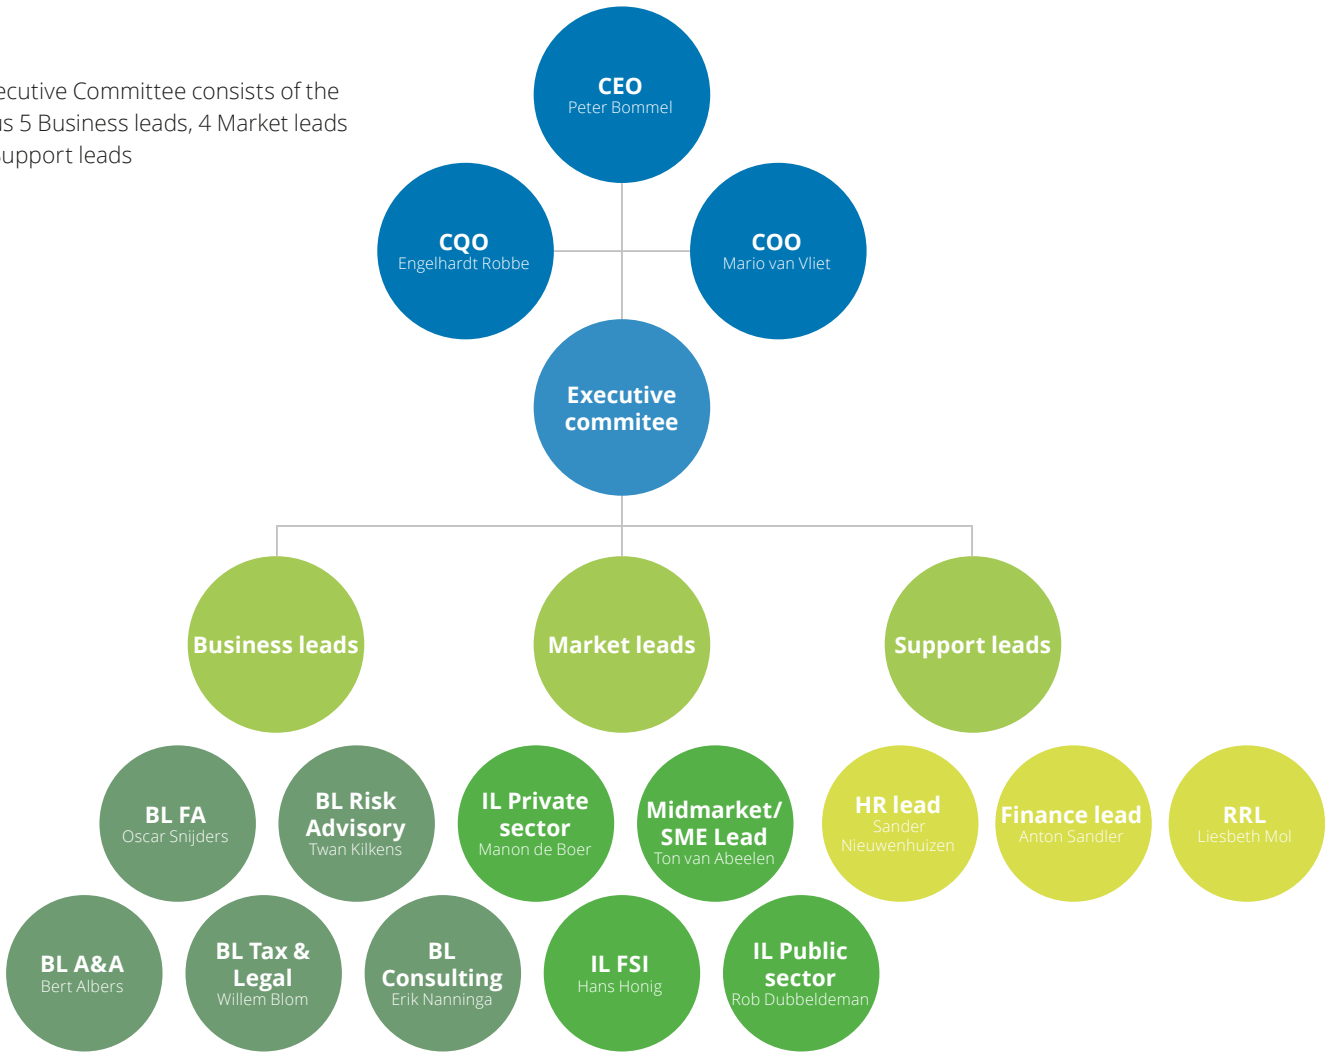 ecutive Committee consists of the
us 5 Business leads, 4 Market leads
Support leads
CEO
Peter Bommel
CQO
Engelhardt Robbe
COO
Mario van Vliet
Executive
commitee
Business leads
Market leads
Support leads
BL FA
Oscar Snijders
BL Risk
Advisory
Twan Kilkens
IL Private
sector
Manon de Boer
Midmarket/
SME Lead
Ton van Abeelen
HR lead
Sander
Nieuwenhuizen
Finance lead
Anton Sandler
RRL
Liesbeth Mol
BL A&A
Bert Albers
BL Tax &
Legal
Willem Blom
BL
Consulting
Erik Nanninga
IL FSI
Hans Honig
IL Public
sector
Rob Dubbeldeman